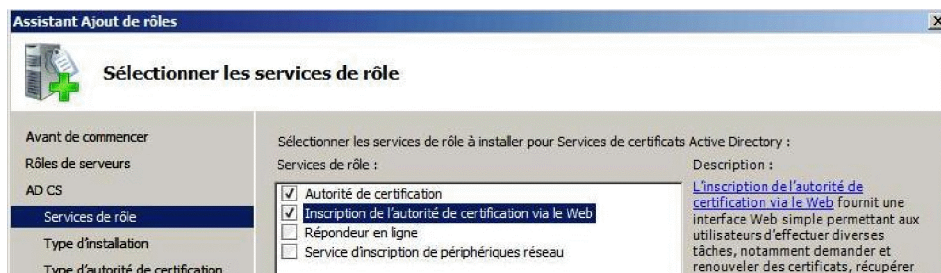 Assistant Ajout de rôles
Sélectionner les services de rôle
Avant de commencer
Rôles de serveurs
AD CS
Services de rôle
Type d'installation
Type d'autorité de certification
Sélectionner les services de rôle à installer pour Services de certificats Active Directory :
Services de rôle :
Autorité de certification
Inscription de l'autorité de certification via le Web
Répondeur en ligne
Service d'inscription de périphériques réseau
Description :
L'inscription de l'autorité de
certification via le Web fournit une
interface Web simple permettant aux
utilisateurs d'effectuer diverses
tâches, notamment demander et
renouveler des certificats, récupérer